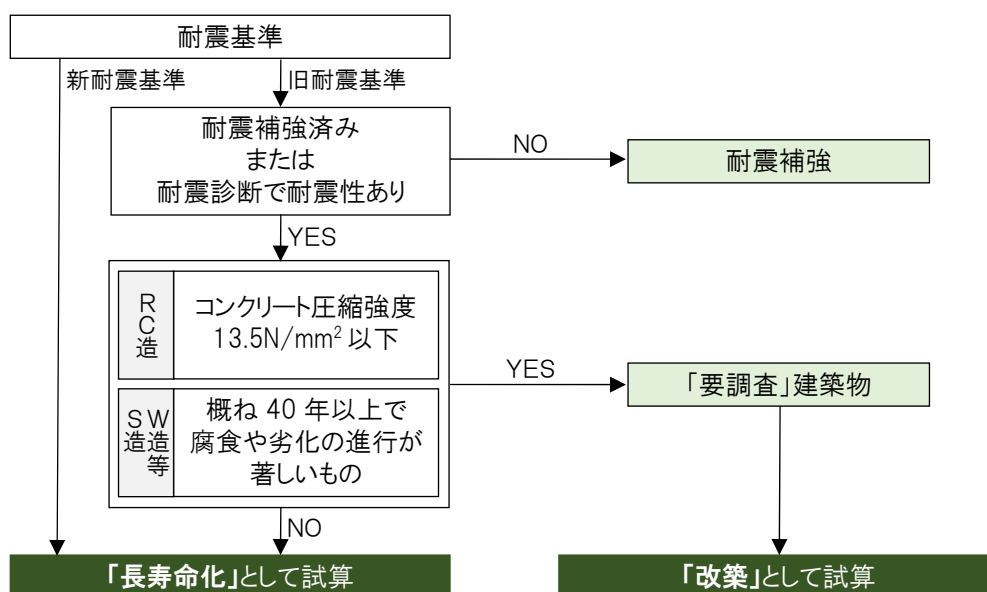 耐震基準
新耐震基準
旧耐震基準
耐震補強済み
または
耐震診断で耐震性あり
NO
耐震補強
YES
RC造
コンクリート圧縮強度
13.5N/mm²以下
YES
「要調査」建築物
S造
W造等
概ね 40 年以上で
腐食や劣化の進行が
著しいもの
NO
「長寿命化」として試算
「改築」として試算